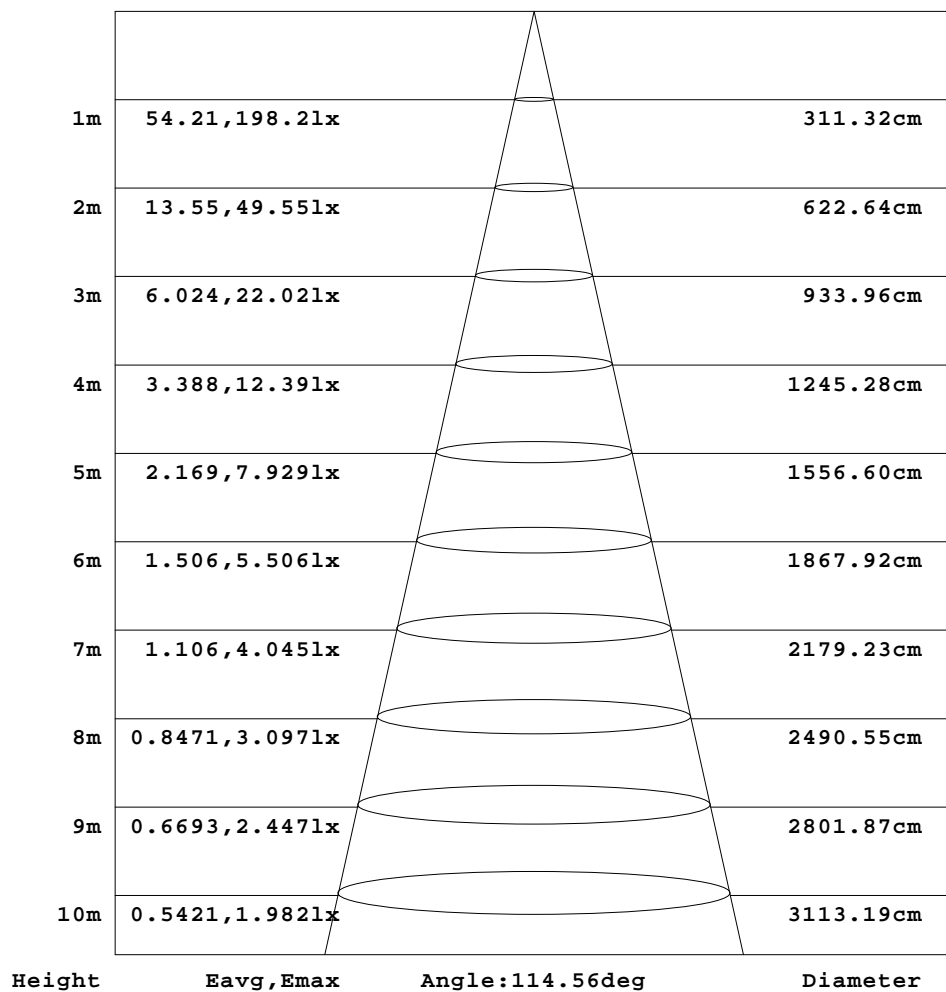 1m 54.21,198.2lx 311.32cm
2m 13.55,49.55lx 622.64cm
3m 6.024,22.02lx 933.96cm
4m 3.388,12.39lx 1245.28cm
5m 2.169,7.929lx 1556.60cm
6m 1.506,5.506lx 1867.92cm
7m 1.106,4.045lx 2179.23cm
8m 0.8471,3.097lx 2490.55cm
9m 0.6693,2.447lx 2801.87cm
10m 0.5421,1.982lx 3113.19cm
Height Eavg,Emax Angle:114.56deg Diameter